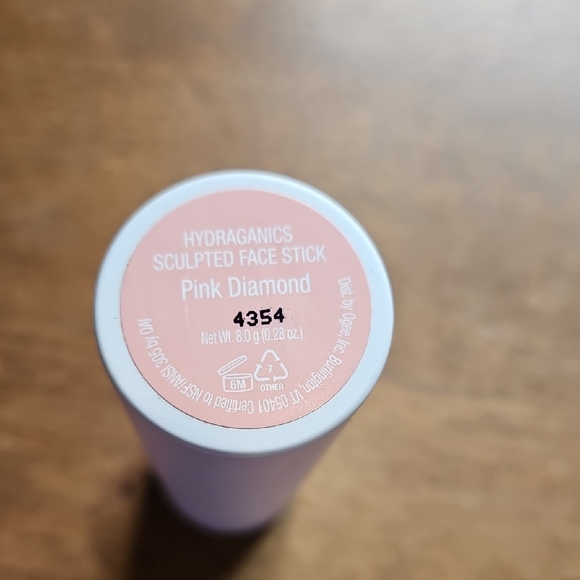 HYDRAGANICS
SCULPTED FACE STICK
Pink Diamond
4354
Net Wt. 8.0 g (0.28 oz.)
6M
7
OTHER
Dist. by Ogee, Inc. Burlington, VT 05401 Certified to NSF/ANSI 305 by QAI